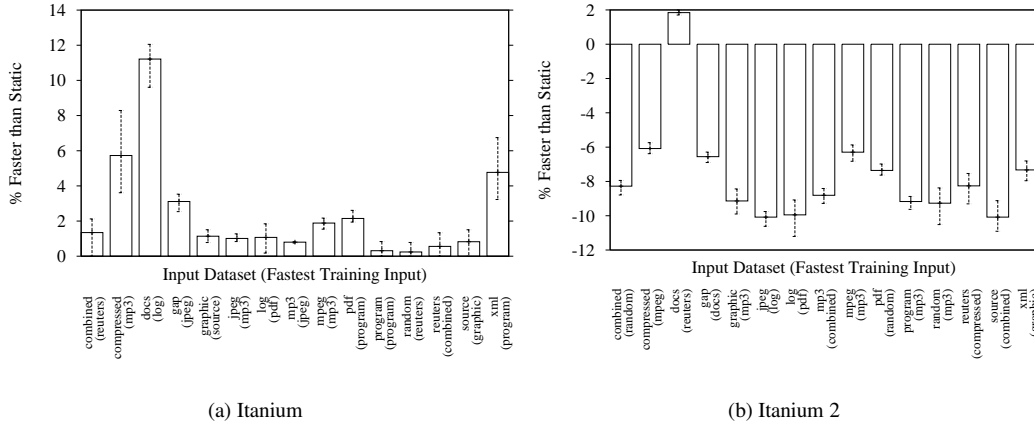 14
12
10
8
6
4
2
0
% Faster than Static
Input Dataset (Fastest Training Input)
combined
(reuters)
compressed
(mp3)
docs
(log)
gap
(jpeg)
graphic
(source)
jpeg
(mp3)
log
(pdf)
mp3
(jpeg)
mpeg
(mp3)
pdf
(program)
program
(program)
random
(reuters)
reuters
(combined)
source
(graphic)
xml
(program)
(a) Itanium
2
0
-2
-4
-6
-8
-10
-12
% Faster than Static
Input Dataset (Fastest Training Input)
combined
(random)
compressed
(mpeg)
docs
(reuters)
gap
(docs)
graphic
(mp3)
jpeg
(log)
log
(pdf)
mp3
(combined)
mpeg
(mp3)
pdf
(random)
program
(mp3)
random
(mp3)
reuters
(compressed)
source
(combined)
xml
(b) Itanium 2